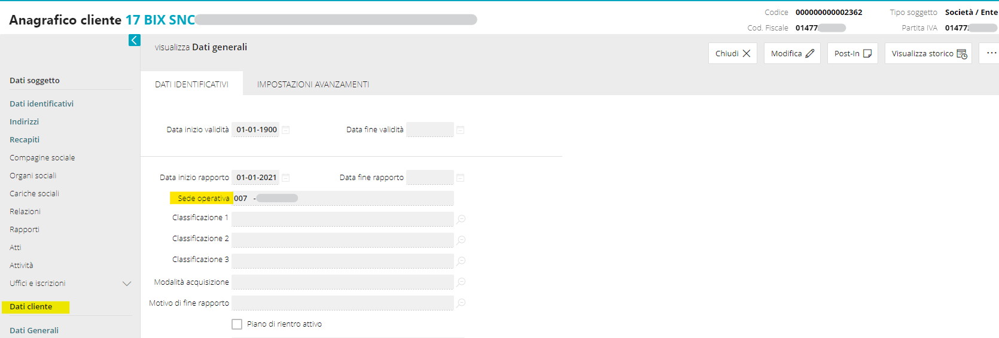 Anagrafico cliente 17 BIX SNC
Codice 000000000002362 Tipo soggetto Società / Ente
Cod. Fiscale 01477 Partita IVA 01477
visualizza Dati generali
Chiudi Modifica Post-In Visualizza storico ...
Dati soggetto
Dati identificativi
Indirizzi
Recapiti
Compagine sociale
Organi sociali
Cariche sociali
Relazioni
Rapporti
Atti
Attività
Uffici e iscrizioni
Dati cliente
Dati Generali
DATI IDENTIFICATIVI IMPOSTAZIONI AVANZAMENTI
Data inizio validità 01-01-1900 Data fine validità
Data inizio rapporto 01-01-2021 Data fine rapporto
Sede operativa 007 -
Classificazione 1
Classificazione 2
Classificazione 3
Modalità acquisizione
Motivo di fine rapporto
Piano di rientro attivo